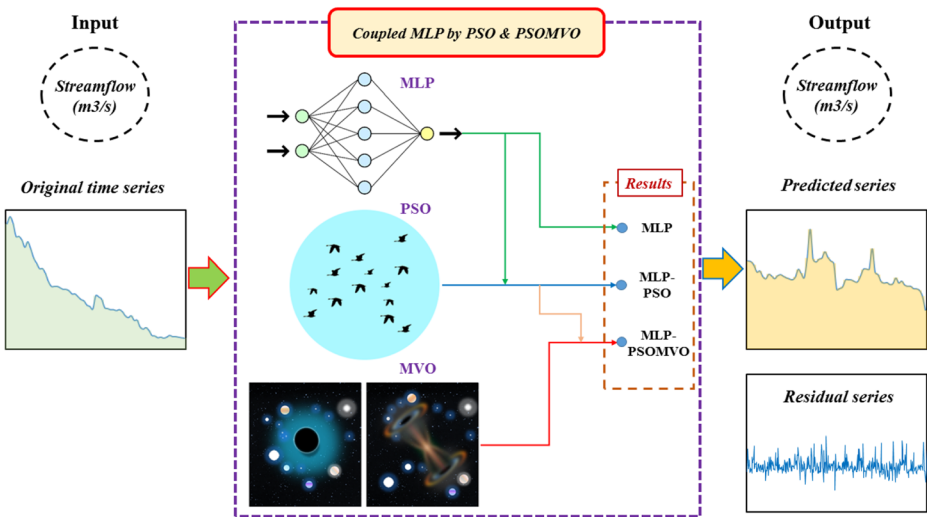 Input
Coupled MLP by PSO & PSOMVO
Output
Streamflow
(m3/s)
MLP
Streamflow
(m3/s)
Original time series
Results
Predicted series
PSO
MLP
MLP-
PSO
MLP-
PSOMVO
MVO
Residual series